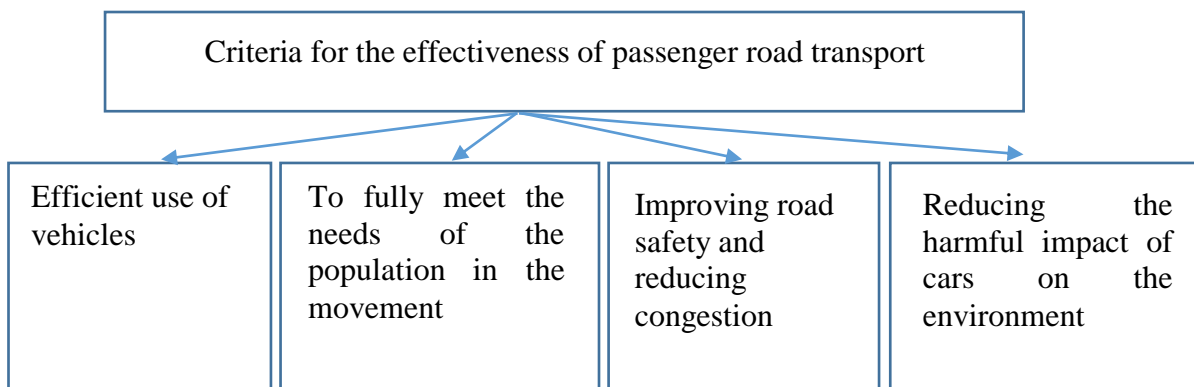 Criteria for the effectiveness of passenger road transport
Efficient use of
vehicles
To fully meet the
needs of the
population in the
movement
Improving road
safety and
reducing
congestion
Reducing the
harmful impact of
cars on the
environment